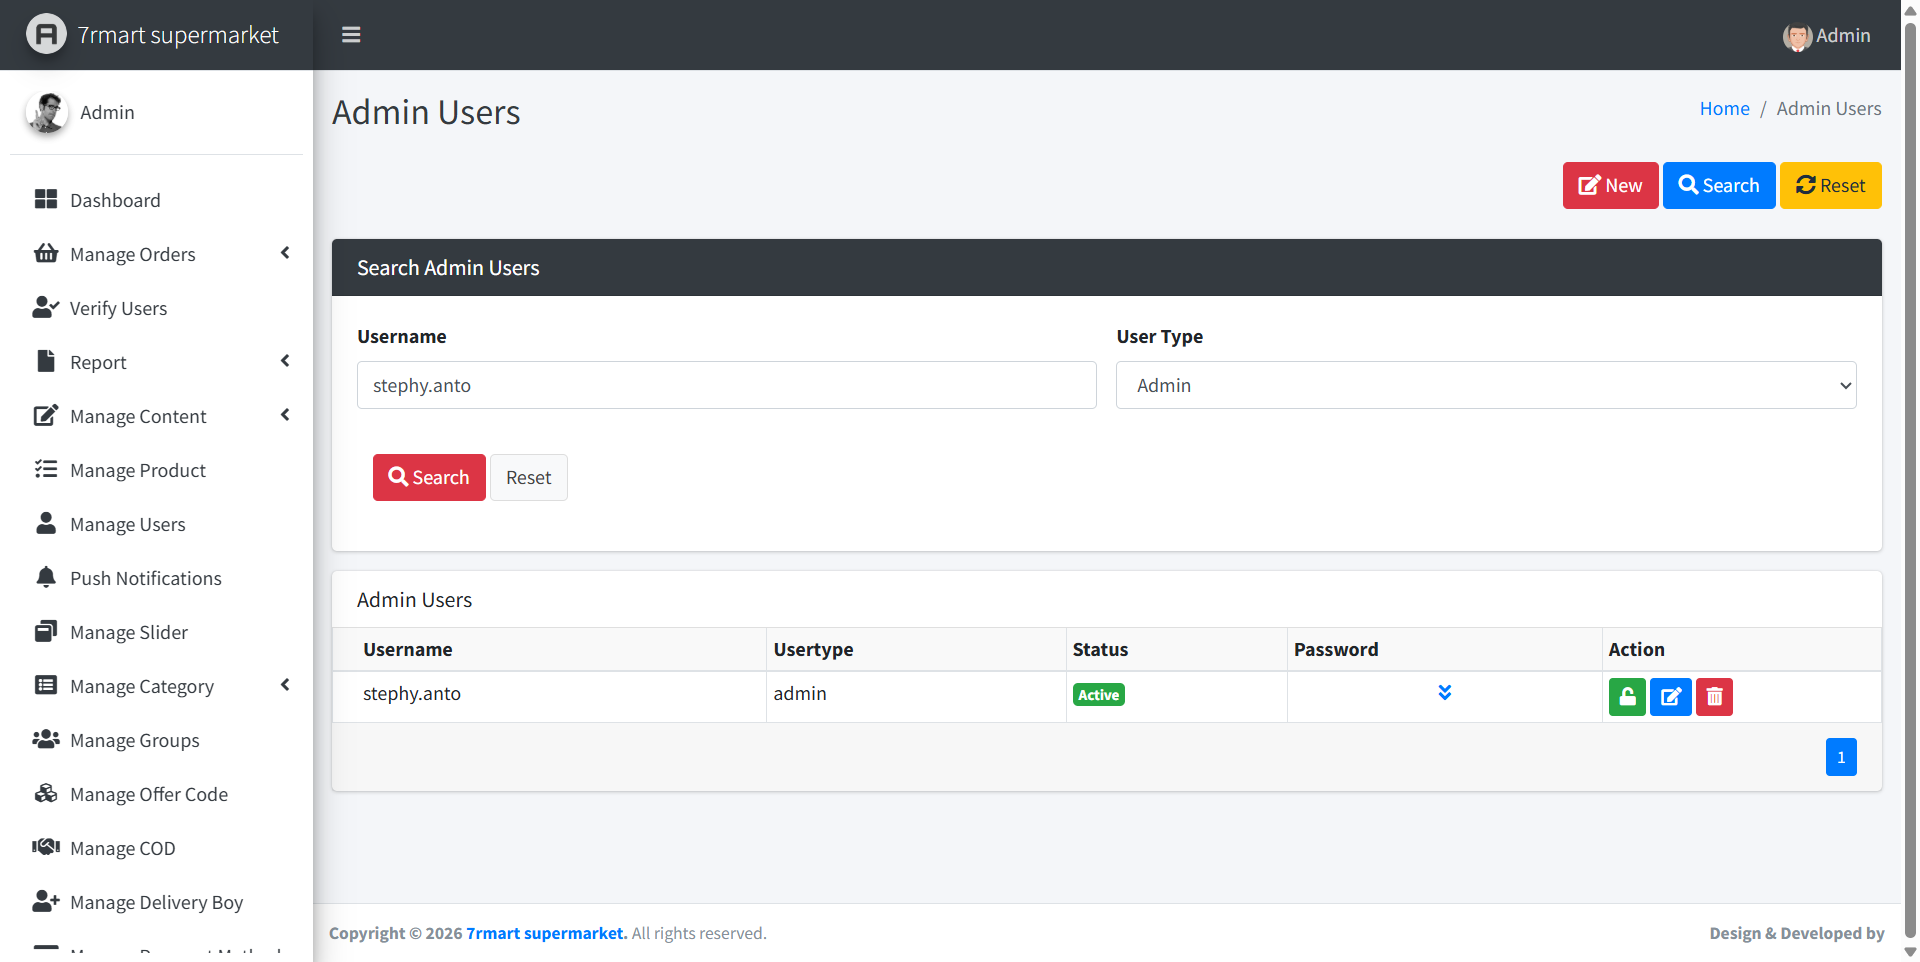 7rmart supermarket
Admin
Admin
Dashboard
Manage Orders
Verify Users
Report
Manage Content
Manage Product
Manage Users
Push Notifications
Manage Slider
Manage Category
Manage Groups
Manage Offer Code
Manage COD
Manage Delivery Boy
Admin Users
Home / Admin Users
New
Search
Reset
Search Admin Users
Username
User Type
stephy.anto
Admin
Search
Reset
Admin Users
Username Usertype Status Password Action
stephy.anto admin Active
1
Copyright © 2026 7rmart supermarket. All rights reserved.
Design & Developed by